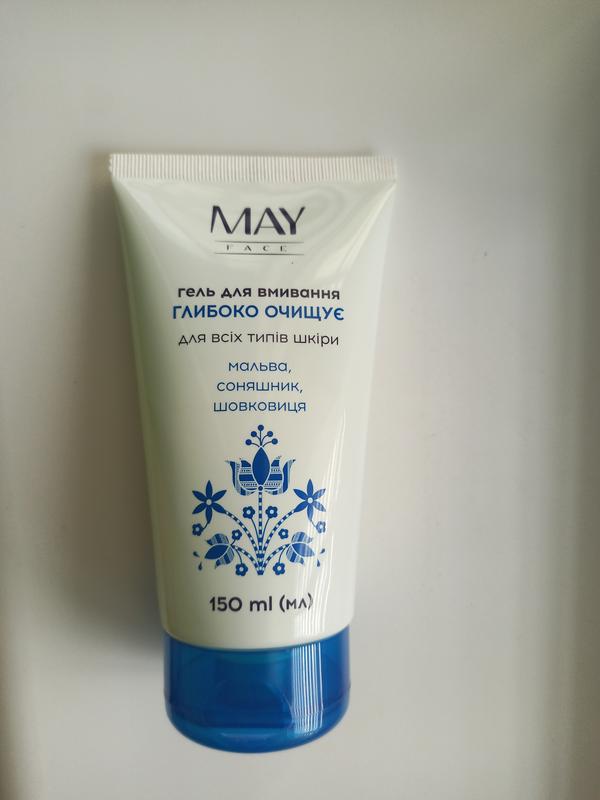 MAY
FACE
гель для вмивання
ГЛИБОКО ОЧИЩУЄ
для всіх типів шкіри
мальва,
соняшник,
шовковиця
150 ml (мл)